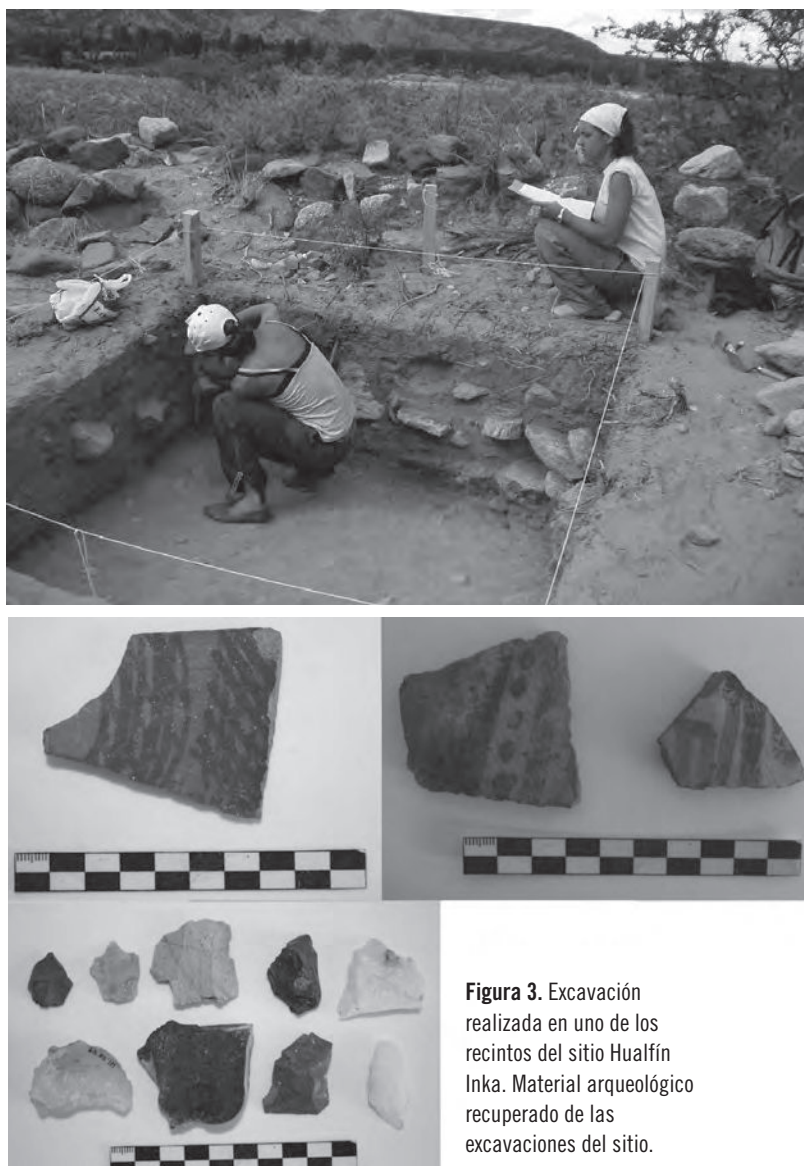 Figura 3. Excavación
realizada en uno de los
recintos del sitio Hualfín
Inka. Material arqueológico
recuperado de las
excavaciones del sitio.